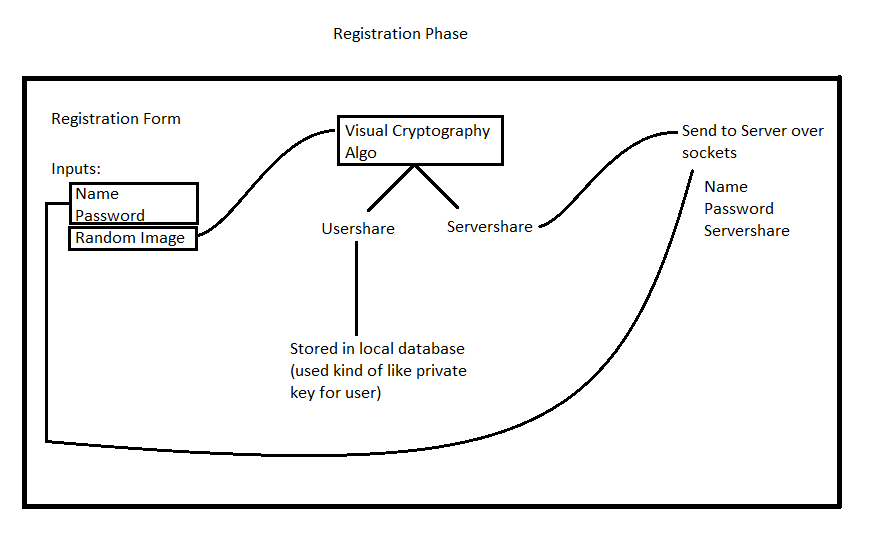 Registration Phase
Registration Form
Inputs:
Name
Password
Random Image
Visual Cryptography
Algo
Usershare
Servershare
Stored in local database
(used kind of like private
key for user)
Send to Server over
sockets
Name
Password
Servershare